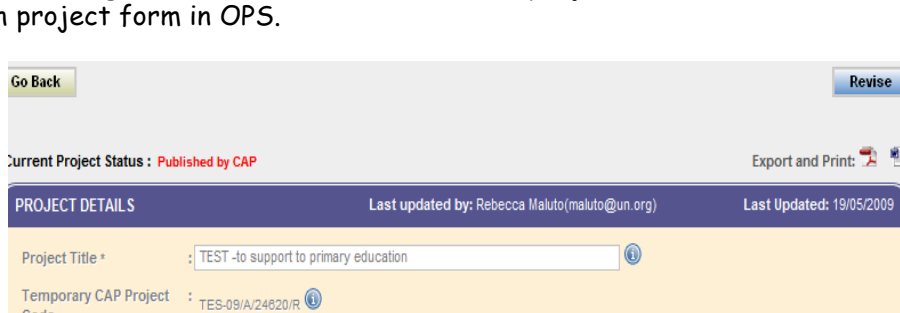 project form in OPS.
Go Back Revise
Current Project Status : Published by CAP Export and Print:
PROJECT DETAILS Last updated by: Rebecca Maluto(maluto@un.org) Last Updated: 19/05/2009
Project Title * : TEST -to support to primary education
Temporary CAP Project : TES-09/A/24620/R